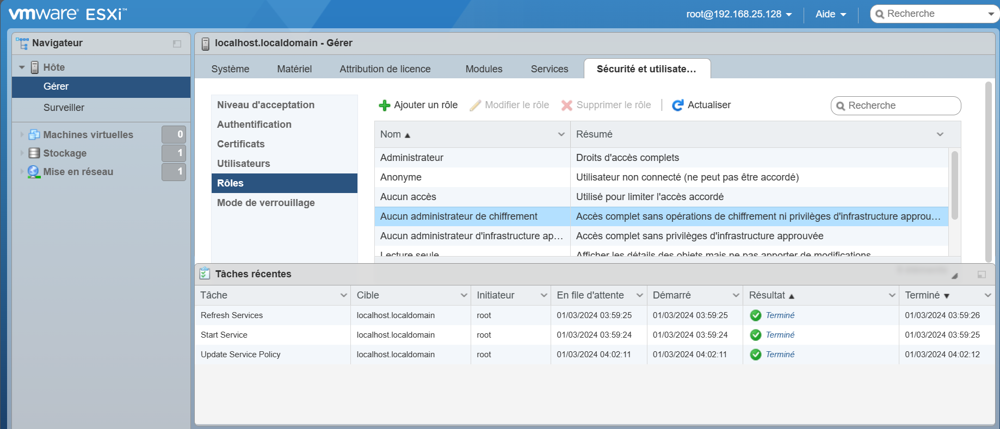 vmware® ESXi™
root@192.168.25.128
Aide
Recherche
Navigateur
Hôte
Gérer
Surveiller
Machines virtuelles 0
Stockage 1
Mise en réseau 1
localhost.localdomain - Gérer
Système Matériel Attribution de licence Modules Services Sécurité et utilisate…
Niveau d'acceptation
Authentification
Certificats
Utilisateurs
Rôles
Mode de verrouillage
Ajouter un rôle Modifier le rôle Supprimer le rôle Actualiser
Recherche
Nom Résumé
Administrateur Droits d'accès complets
Anonyme Utilisateur non connecté (ne peut pas être accordé)
Aucun accès Utilisé pour limiter l'accès accordé
Aucun administrateur de chiffrement Accès complet sans opérations de chiffrement ni privilèges d'infrastructure approu…
Aucun administrateur d'infrastructure ap… Accès complet sans privilèges d'infrastructure approuvée
Lecture seule Afficher les détails des objets mais ne pas apporter de modifications
Tâches récentes
Tâche Cible Initiateur En file d'attente Démarré Résultat Terminé
Refresh Services localhost.localdomain root 01/03/2024 03:59:25 01/03/2024 03:59:25 Terminé 01/03/2024 03:59:26
Start Service localhost.localdomain root 01/03/2024 03:59:24 01/03/2024 03:59:24 Terminé 01/03/2024 03:59:25
Update Service Policy localhost.localdomain root 01/03/2024 04:02:11 01/03/2024 04:02:11 Terminé 01/03/2024 04:02:12